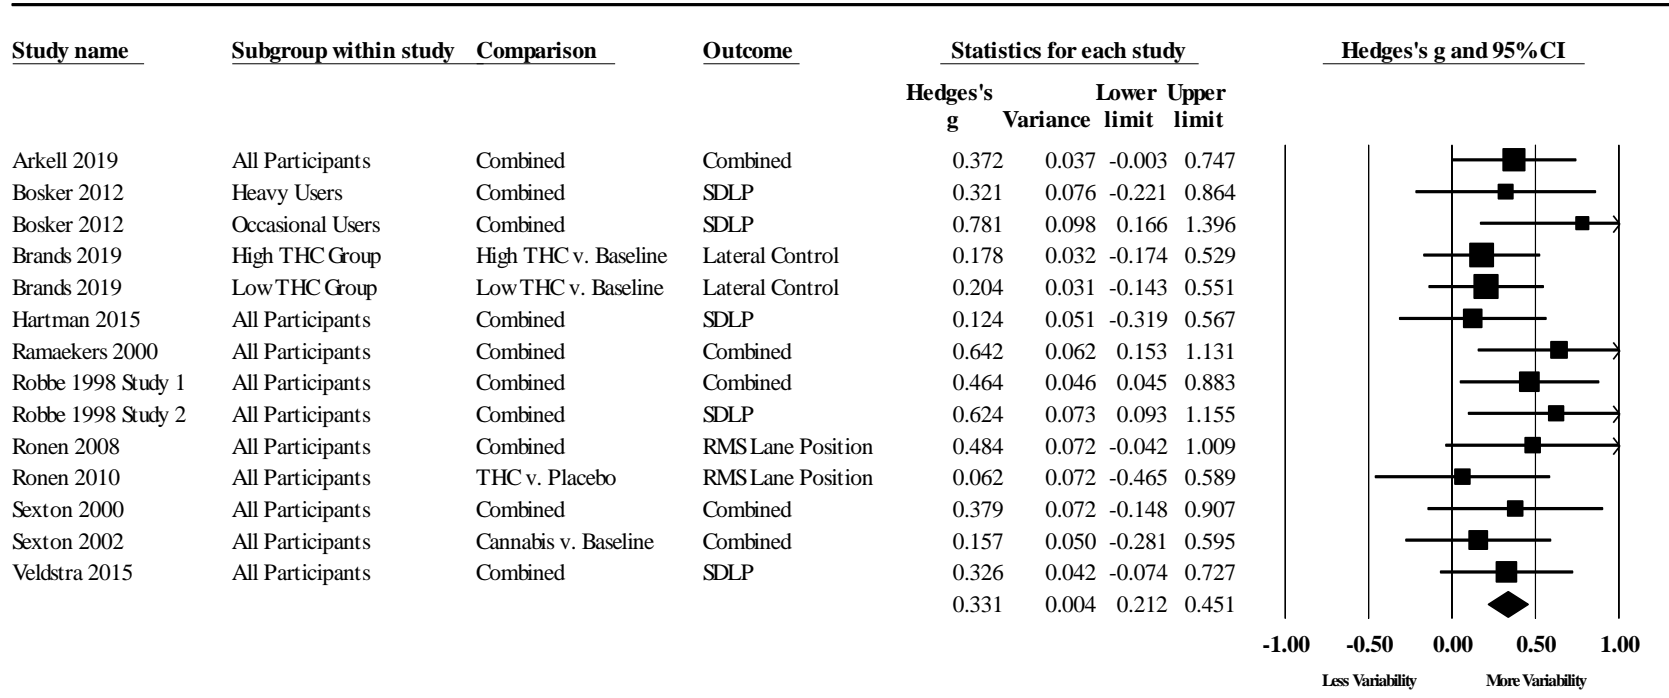 Study name Subgroup within study Comparison Outcome Statistics for each study Hedges's g and 95% CI
Hedges's Lower Upper
g Variance limit limit
Arkell 2019 All Participants Combined Combined 0.372 0.037 -0.003 0.747
Bosker 2012 Heavy Users Combined SDLP 0.321 0.076 -0.221 0.864
Bosker 2012 Occasional Users Combined SDLP 0.781 0.098 0.166 1.396
Brands 2019 High THC Group High THC v. Baseline Lateral Control 0.178 0.032 -0.174 0.529
Brands 2019 Low THC Group Low THC v. Baseline Lateral Control 0.204 0.031 -0.143 0.551
Hartman 2015 All Participants Combined SDLP 0.124 0.051 -0.319 0.567
Ramaekers 2000 All Participants Combined Combined 0.642 0.062 0.153 1.131
Robbe 1998 Study 1 All Participants Combined Combined 0.464 0.046 0.045 0.883
Robbe 1998 Study 2 All Participants Combined SDLP 0.624 0.073 0.093 1.155
Ronen 2008 All Participants Combined RMS Lane Position 0.484 0.072 -0.042 1.009
Ronen 2010 All Participants THC v. Placebo RMS Lane Position 0.062 0.072 -0.465 0.589
Sexton 2000 All Participants Combined Combined 0.379 0.072 -0.148 0.907
Sexton 2002 All Participants Cannabis v. Baseline Combined 0.157 0.050 -0.281 0.595
Veldstra 2015 All Participants Combined SDLP 0.326 0.042 -0.074 0.727
0.331 0.004 0.212 0.451
-1.00 -0.50 0.00 0.50 1.00
Less Variability More Variability